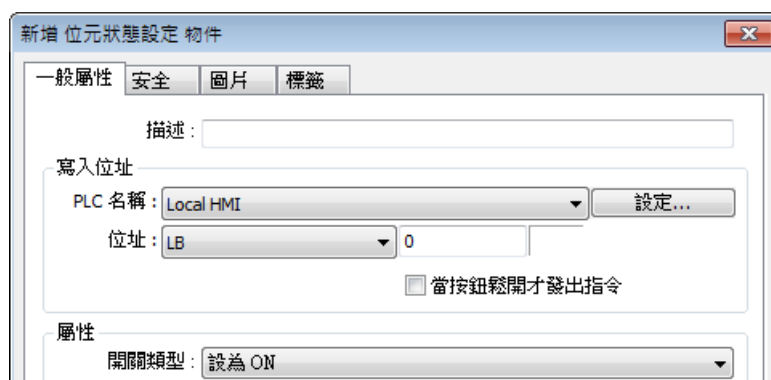 新增 位元狀態設定 物件
一般屬性 安全 圖片 標籤
描述 :
寫入位址
PLC 名稱 : Local HMI 設定...
位址 : LB 0
當按鈕鬆開才發出指令
屬性
開關類型 : 設為 ON